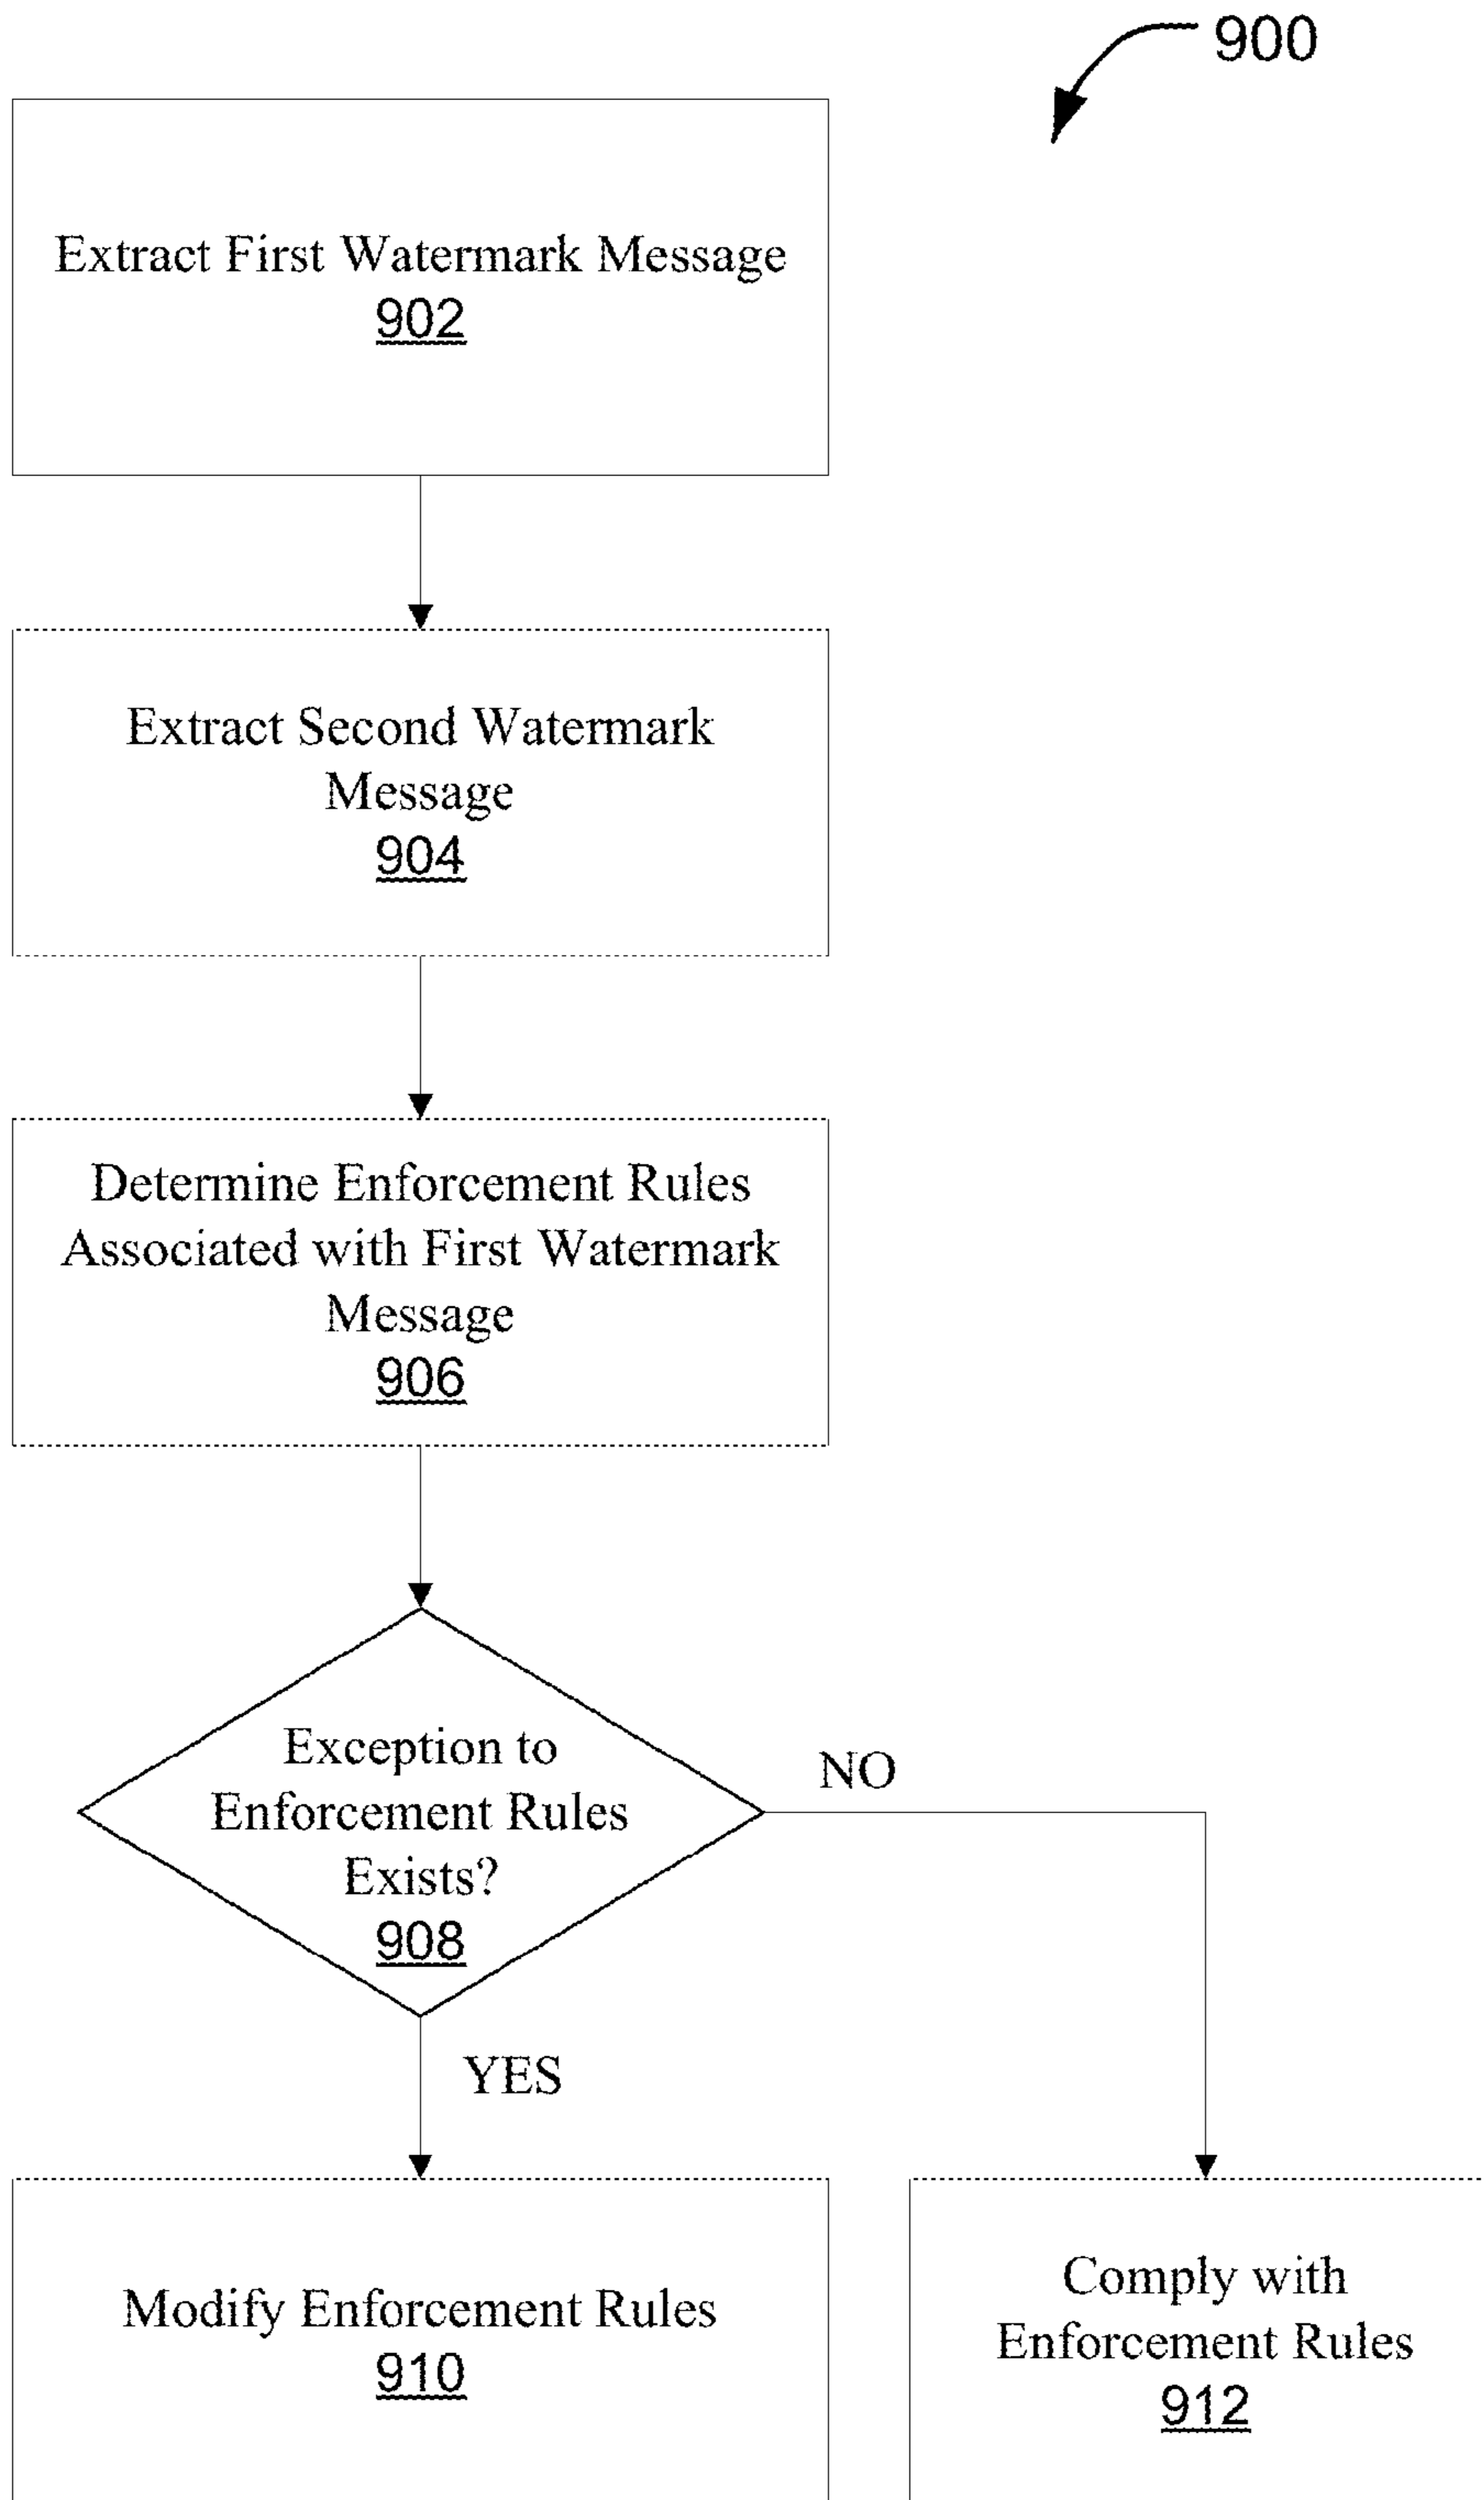 900
Extract First Watermark Message
902
Extract Second Watermark
Message
904
Determine Enforcement Rules
Associated with First Watermark
Message
906
Exception to
Enforcement Rules
Exists?
908
NO
YES
Modify Enforcement Rules
910
Comply with
Enforcement Rules
912